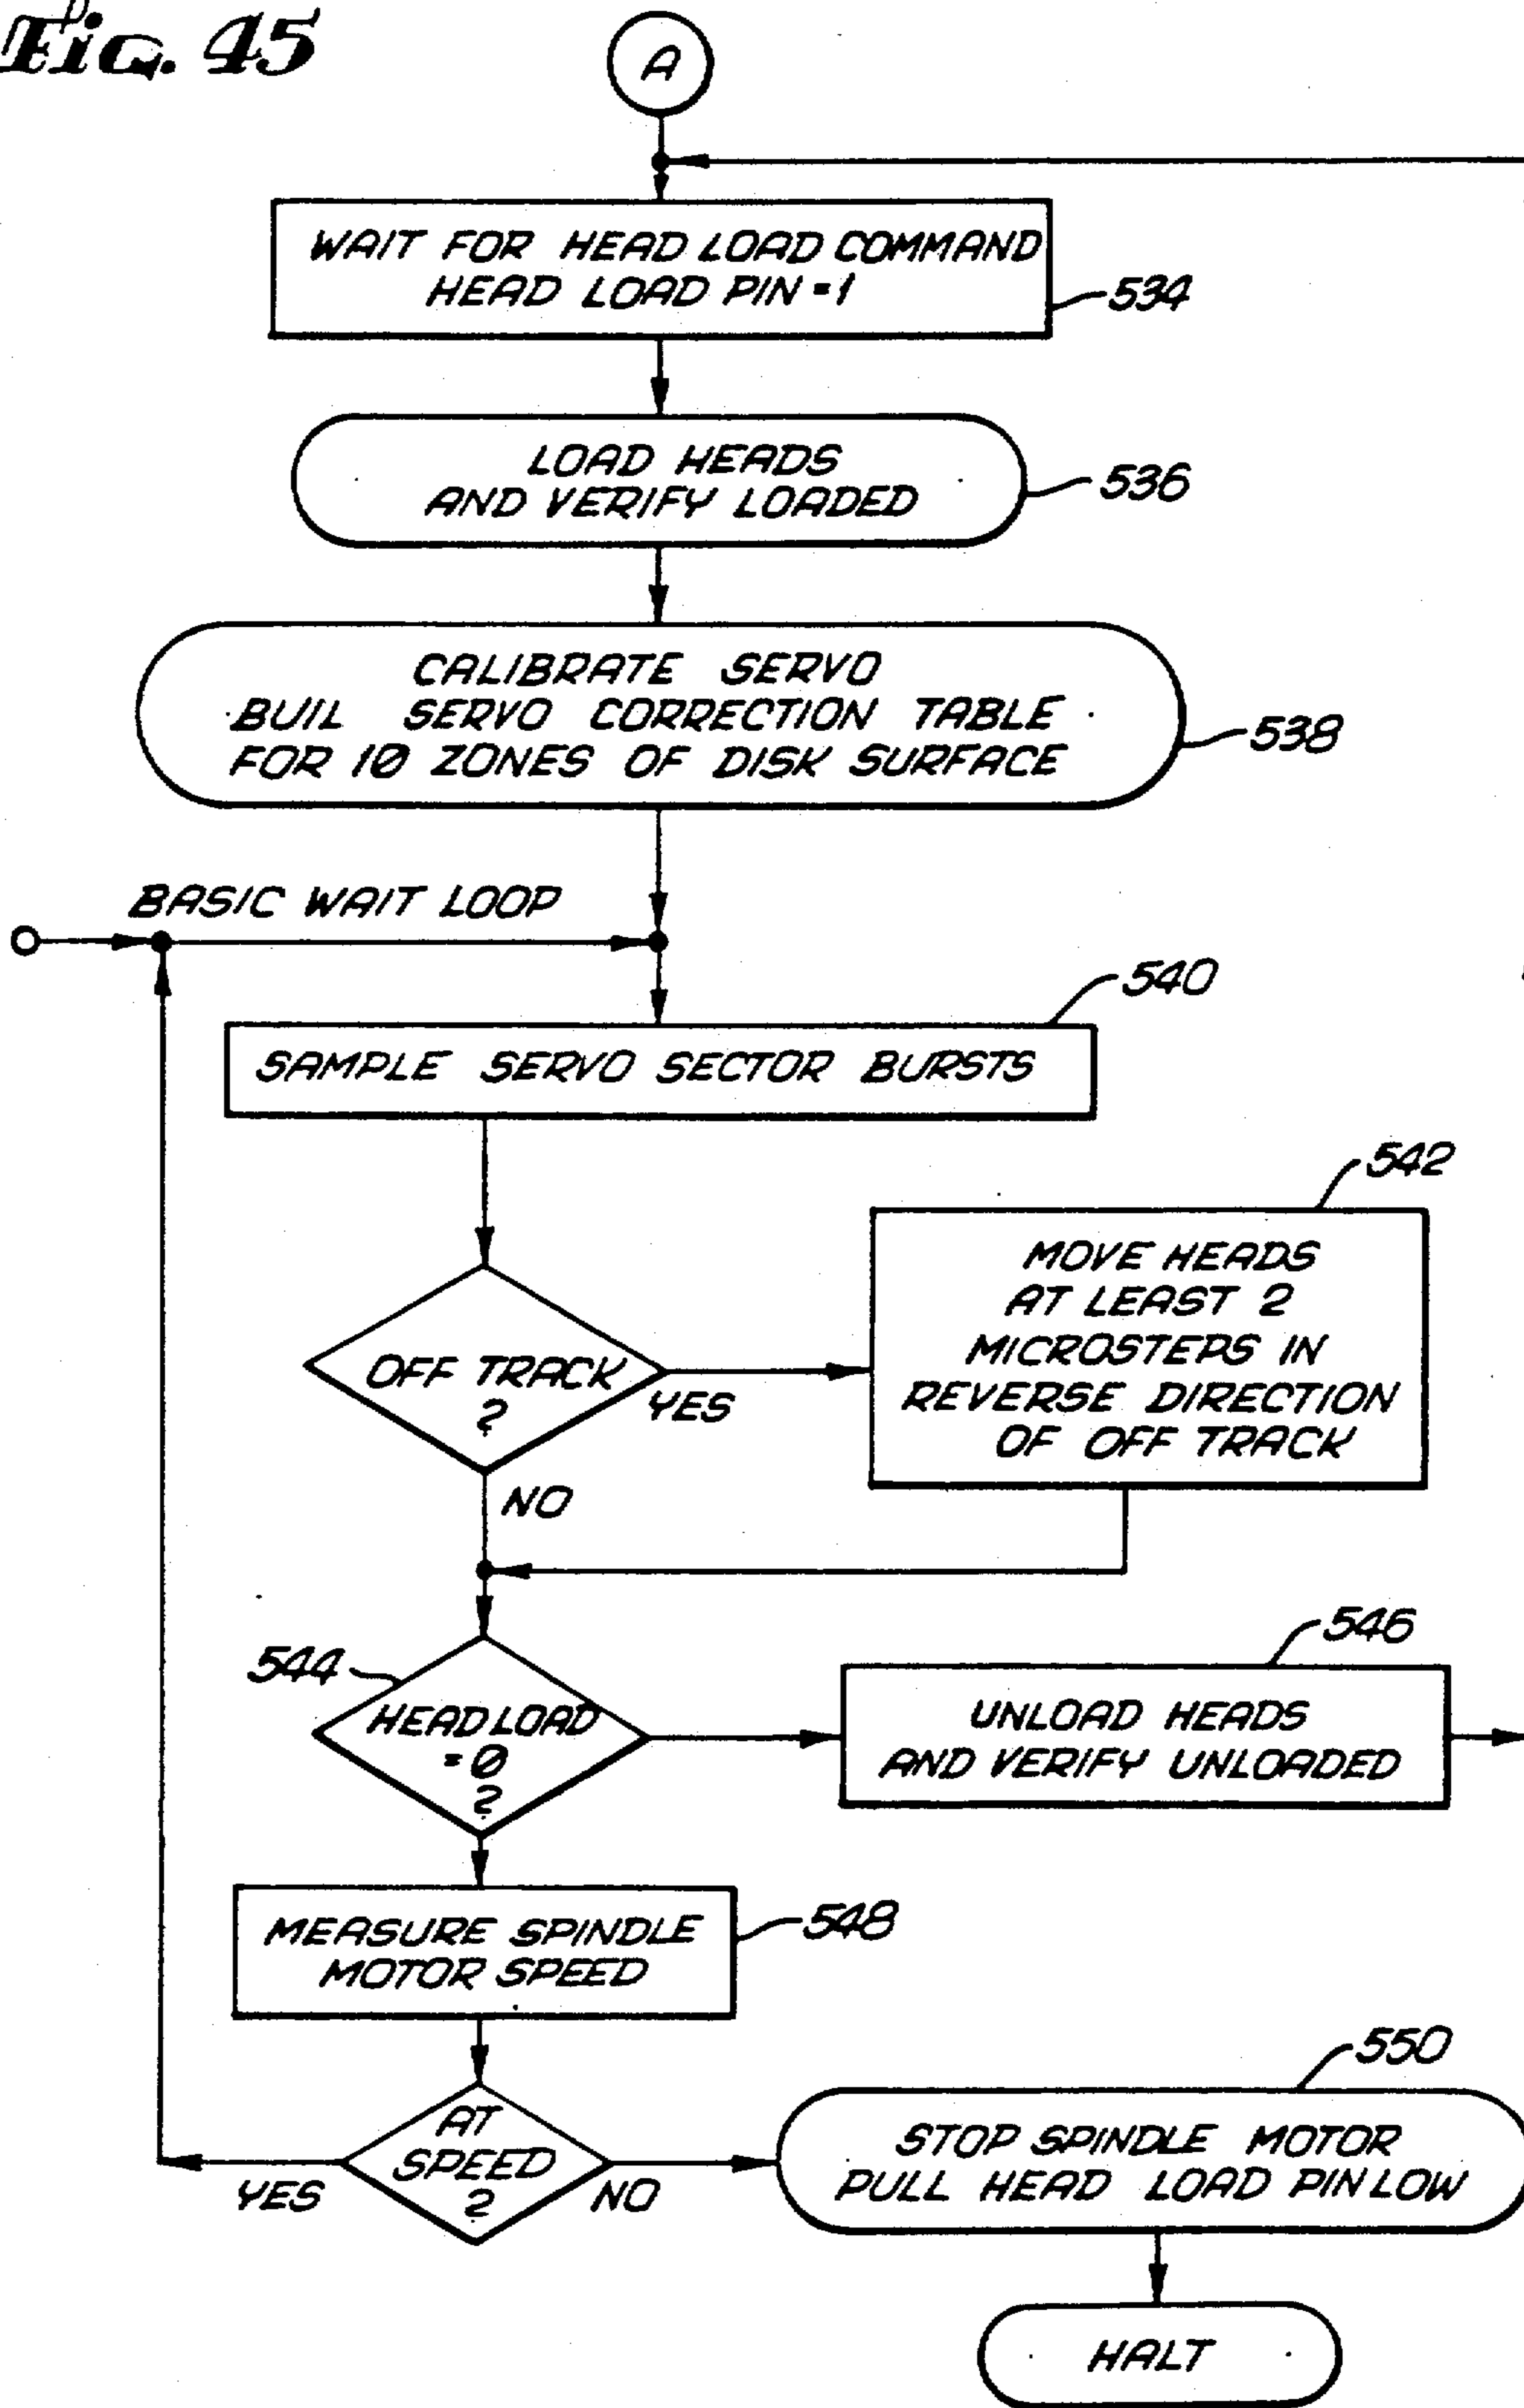 Fig. 45
A
WAIT FOR HEAD LOAD COMMAND
HEAD LOAD PIN = 1
534
LOAD HEADS
AND VERIFY LOADED
536
CALIBRATE SERVO
BUIL SERVO CORRECTION TABLE
FOR 10 ZONES OF DISK SURFACE
538
BASIC WAIT LOOP
540
SAMPLE SERVO SECTOR BURSTS
542
MOVE HEADS
AT LEAST 2
MICROSTEPS IN
REVERSE DIRECTION
OF OFF TRACK
OFF TRACK
?
YES
NO
544
HEAD LOAD
= 0
?
546
UNLOAD HEADS
AND VERIFY UNLOADED
MEASURE SPINDLE
MOTOR SPEED
548
AT
SPEED
?
YES
NO
550
STOP SPINDLE MOTOR
PULL HEAD LOAD PIN LOW
HALT